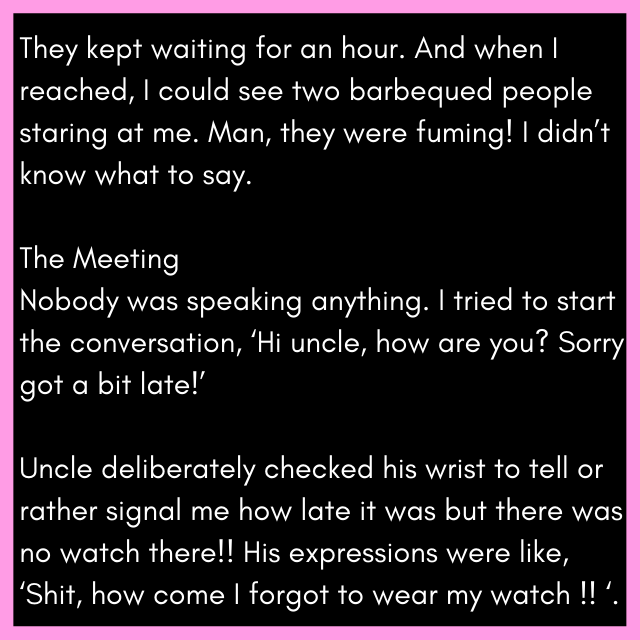 They kept waiting for an hour. And when I
reached, I could see two barbequed people
staring at me. Man, they were fuming! I didn't
know what to say.
The Meeting
Nobody was speaking anything. I tried to start
the conversation, ‘Hi uncle, how are you? Sorry
got a bit late!’
Uncle deliberately checked his wrist to tell or
rather signal me how late it was but there was
no watch there!! His expressions were like,
‘Shit, how come I forgot to wear my watch !! ‘.